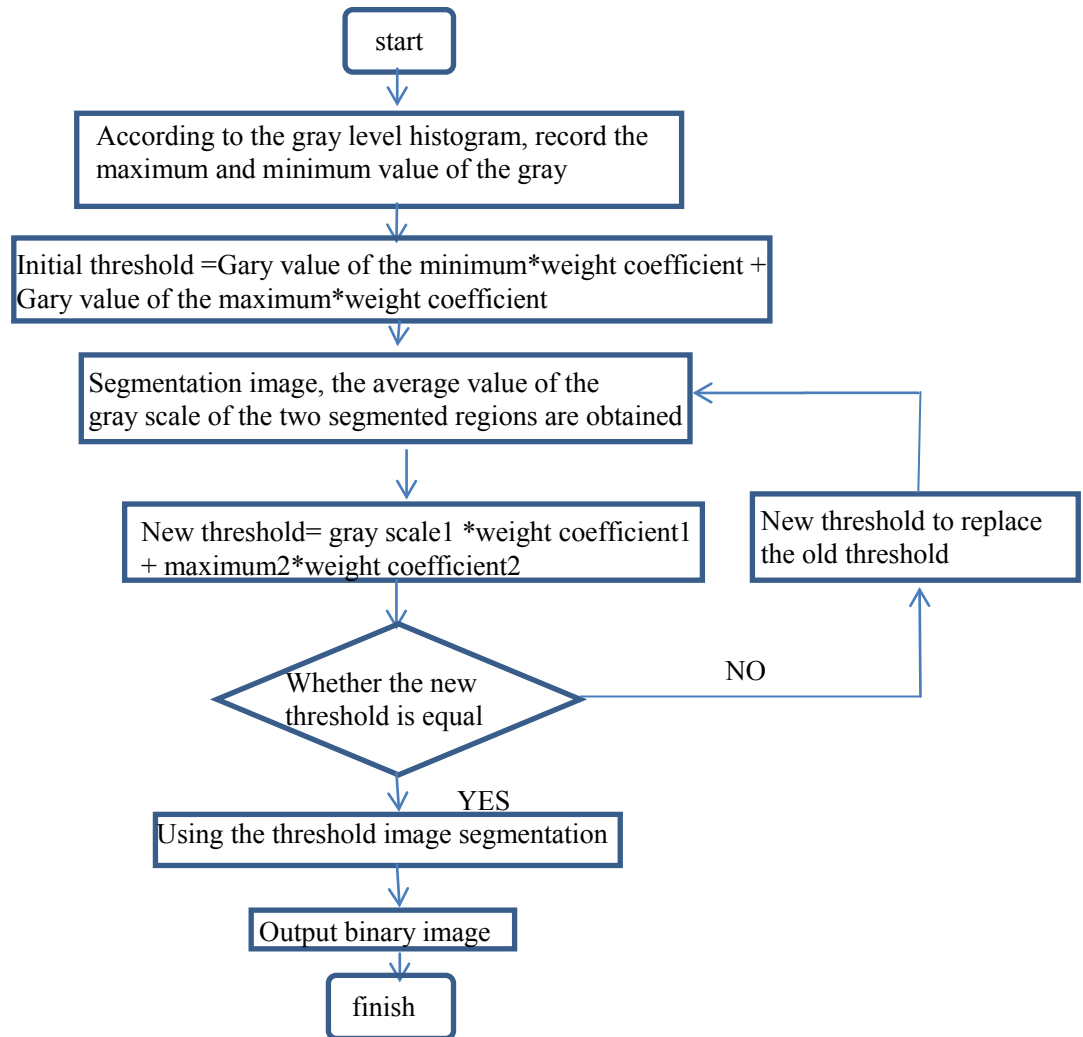 start
According to the gray level histogram, record the
maximum and minimum value of the gray
Initial threshold =Gary value of the minimum*weight coefficient +
Gary value of the maximum*weight coefficient
Segmentation image, the average value of the
gray scale of the two segmented regions are obtained
New threshold= gray scale1 *weight coefficient1
+ maximum2*weight coefficient2
New threshold to replace
the old threshold
Whether the new
threshold is equal
NO
YES
Using the threshold image segmentation
Output binary image
finish